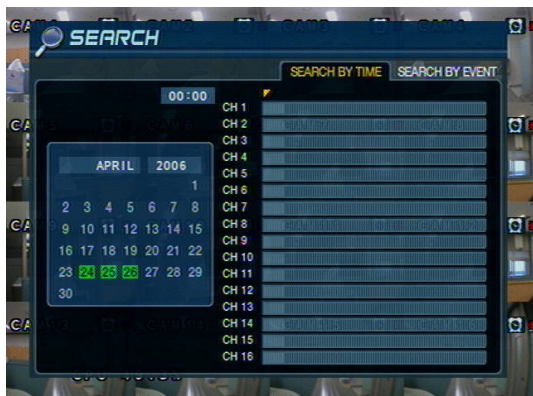 SEARCH
SEARCH BY TIME SEARCH BY EVENT
00:00
APRIL 2006
1
2 3 4 5 6 7 8
9 10 11 12 13 14 15
16 17 18 19 20 21 22
23 24 25 26 27 28 29
30
CH 1
CH 2
CH 3
CH 4
CH 5
CH 6
CH 7
CH 8
CH 9
CH 10
CH 11
CH 12
CH 13
CH 14
CH 15
CH 16